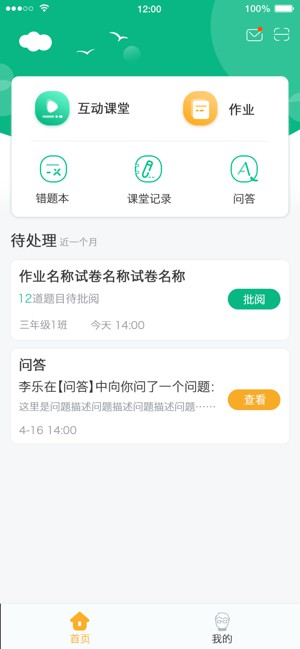 12:00
100%
互动课堂
作业
错题本
课堂记录
问答
待处理 近一个月
作业名称试卷名称试卷名称
12道题目待批阅
批阅
三年级1班 今天 14:00
问答
李乐在【问答】中向你问了一个问题：
这里是问题描述问题描述问题描述问题……
查看
4-16 14:00
首页
我的